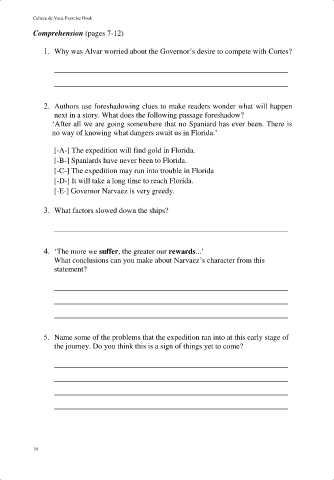 Cabeza de Vaca Exercise Book
Comprehension (pages 7-12)
1. Why was Alvar worried about the Governor's desire to compete with Cortes?
2. Authors use foreshadowing clues to make readers wonder what will happen
next in a story. What does the following passage foreshadow?
‘After all we are going somewhere that no Spaniard has ever been. There is
no way of knowing what dangers await us in Florida.’
[-A-] The expedition will find gold in Florida.
[-B-] Spaniards have never been to Florida.
[-C-] The expedition may run into trouble in Florida
[-D-] It will take a long time to reach Florida.
[-E-] Governor Narvaez is very greedy.
3. What factors slowed down the ships?
4. ‘The more we suffer, the greater our rewards...’
What conclusions can you make about Narvaez's character from this
statement?
5. Name some of the problems that the expedition ran into at this early stage of
the journey. Do you think this is a sign of things yet to come?